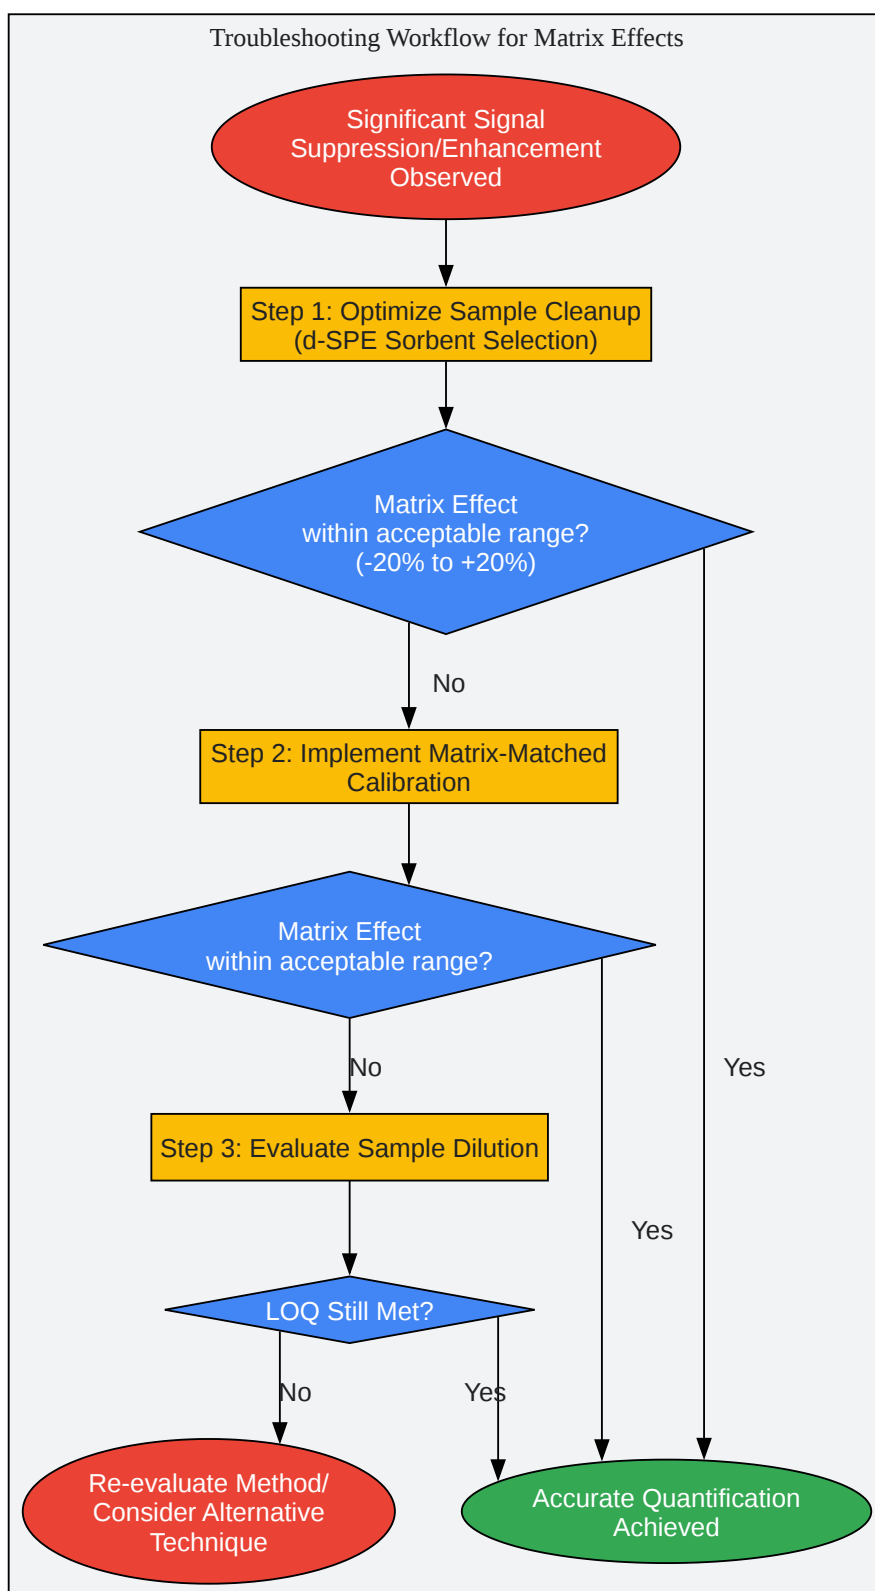 Troubleshooting Workflow for Matrix Effects
Significant Signal
Suppression/Enhancement
Observed
Step 1: Optimize Sample Cleanup
(d-SPE Sorbent Selection)
Matrix Effect
within acceptable range?
(-20% to +20%)
No
Step 2: Implement Matrix-Matched
Calibration
Matrix Effect
within acceptable range?
No
Yes
Step 3: Evaluate Sample Dilution
Yes
LOQ Still Met?
No
Yes
Re-evaluate Method/
Consider Alternative
Technique
Accurate Quantification
Achieved